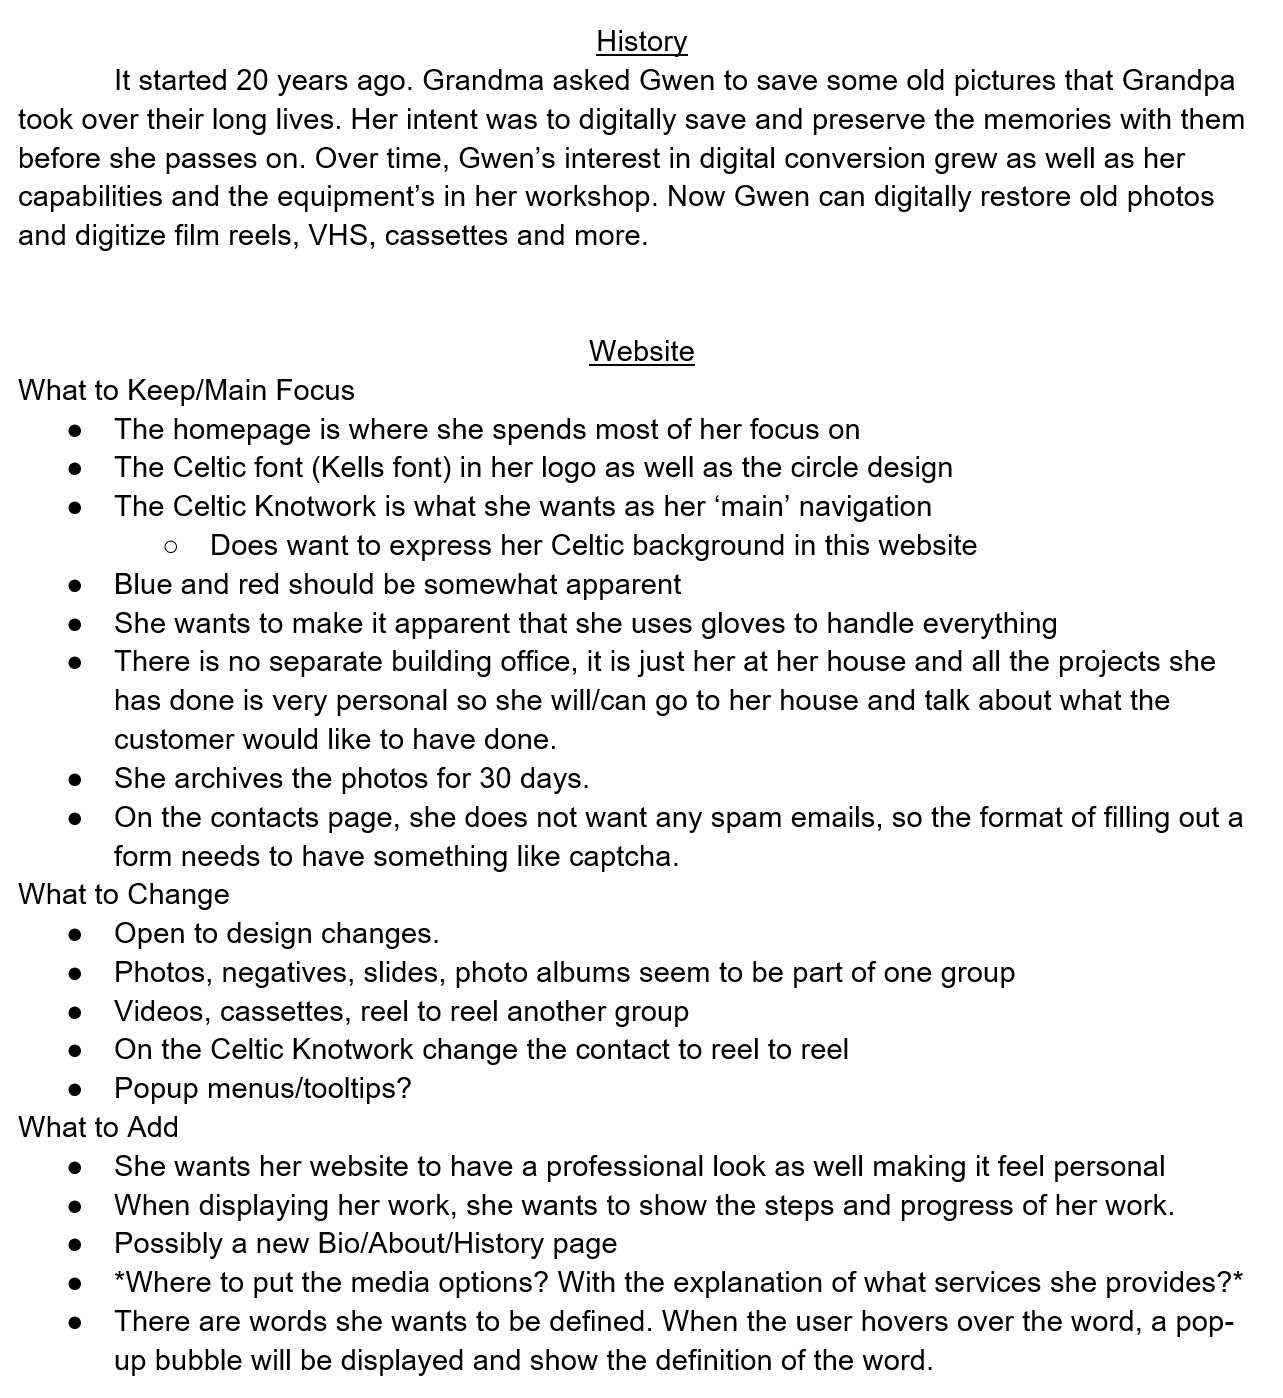 History
It started 20 years ago. Grandma asked Gwen to save some old pictures that Grandpa
took over their long lives. Her intent was to digitally save and preserve the memories with them
before she passes on. Over time, Gwen’s interest in digital conversion grew as well as her
capabilities and the equipment’s in her workshop. Now Gwen can digitally restore old photos
and digitize film reels, VHS, cassettes and more.
Website
What to Keep/Main Focus
● The homepage is where she spends most of her focus on
● The Celtic font (Kells font) in her logo as well as the circle design
● The Celtic Knotwork is what she wants as her ‘main’ navigation
○ Does want to express her Celtic background in this website
● Blue and red should be somewhat apparent
● She wants to make it apparent that she uses gloves to handle everything
● There is no separate building office, it is just her at her house and all the projects she
has done is very personal so she will/can go to her house and talk about what the
customer would like to have done.
● She archives the photos for 30 days.
● On the contacts page, she does not want any spam emails, so the format of filling out a
form needs to have something like captcha.
What to Change
● Open to design changes.
● Photos, negatives, slides, photo albums seem to be part of one group
● Videos, cassettes, reel to reel another group
● On the Celtic Knotwork change the contact to reel to reel
● Popup menus/tooltips?
What to Add
● She wants her website to have a professional look as well making it feel personal
● When displaying her work, she wants to show the steps and progress of her work.
● Possibly a new Bio/About/History page
● *Where to put the media options? With the explanation of what services she provides?*
● There are words she wants to be defined. When the user hovers over the word, a pop-
up bubble will be displayed and show the definition of the word.